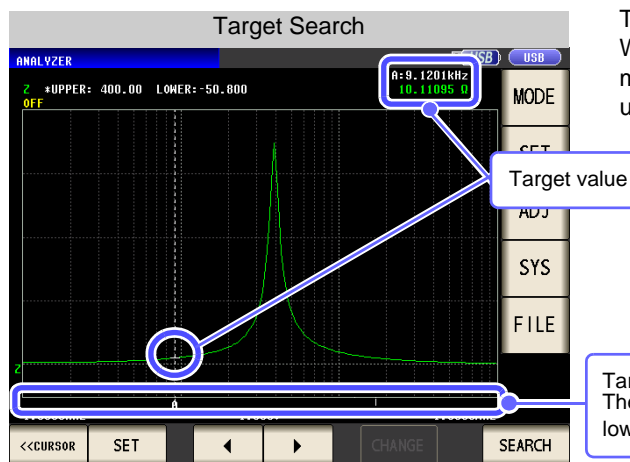 Target Search
ANALYZER
USB
Z *UPPER: 400.00 LOWER:-50.800
OFF
A:9.1201kHz
10.11095 Ω
MODE
Target value
ADJ
SYS
FILE
Z
A
<<CURSOR
SET
CHANGE
SEARCH